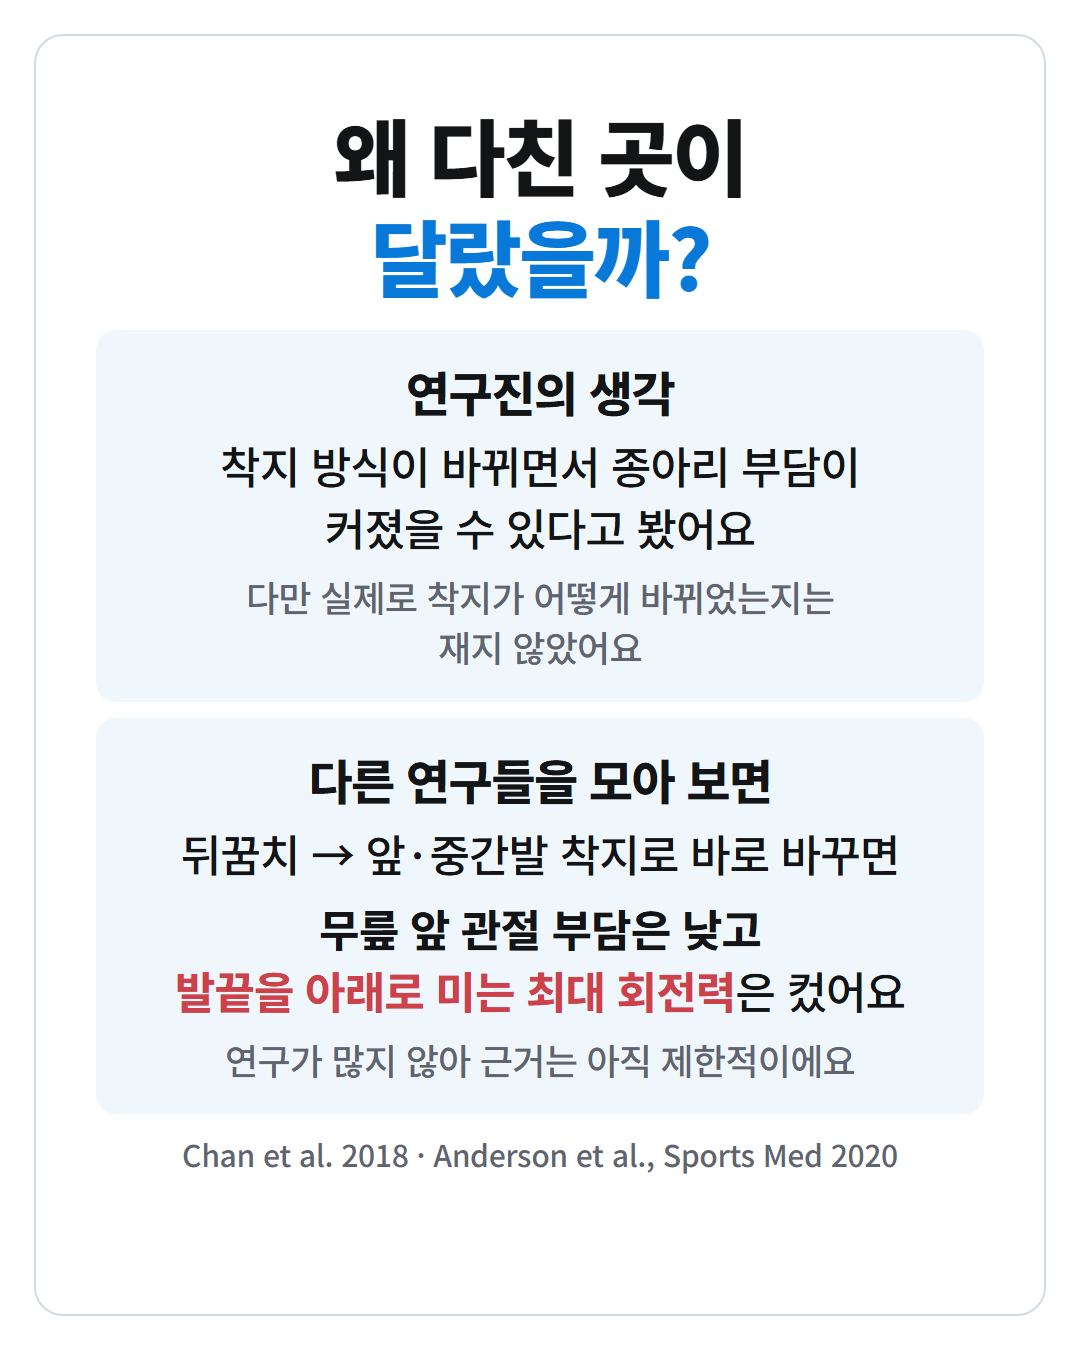 왜 다친 곳이
달랐을까?
연구진의 생각
착지 방식이 바뀌면서 종아리 부담이
커졌을 수 있다고 봤어요
다만 실제로 착지가 어떻게 바뀌었는지는
재지 않았어요
다른 연구들을 모아 보면
뒤꿈치 → 앞·중간발 착지로 바로 바꾸면
무릎 앞 관절 부담은 낮고
발끝을 아래로 미는 최대 회전력은 컸어요
연구가 많지 않아 근거는 아직 제한적이에요
Chan et al. 2018 · Anderson et al., Sports Med 2020